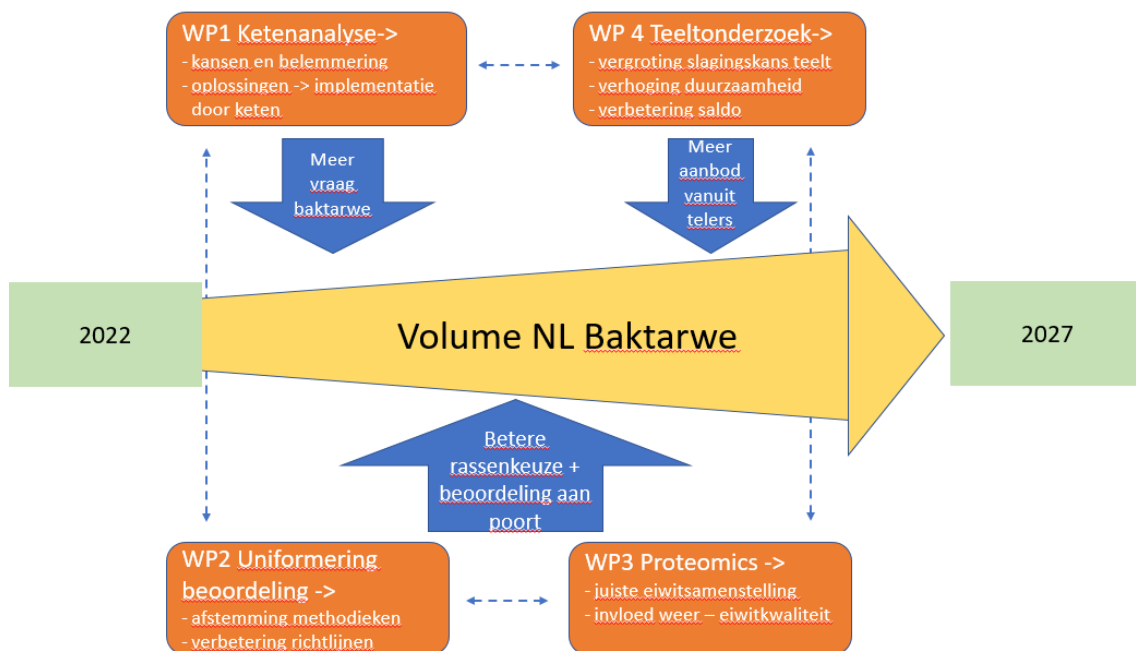 WP1 Ketenanalyse->
- kansen en belemmering
- oplossingen -> implementatie
door keten
WP 4 Teeltonderzoek->
- vergroting slagingskans teelt
- verhoging duurzaamheid
- verbetering saldo
Meer
vraag
baktarwe
Meer
aanbod
vanuit
telers
2022
Volume NL Baktarwe
2027
Betere
rassenkeuze +
beoordeling aan
poort
WP2 Uniformering
beoordeling ->
- afstemming methodieken
- verbetering richtlijnen
WP3 Proteomics ->
- juiste eiwitsamenstelling
- invloed weer – eiwitkwaliteit